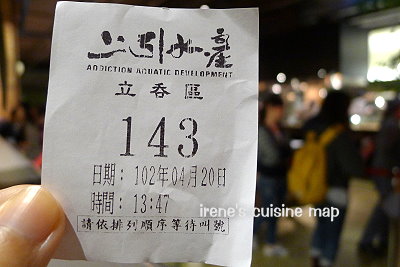 上引水產
ADDICTION AQUATIC DEVELOPMENT
立吞區
143
日期：102年04月20日
時間：13:47
請依排列順序等待叫號
irene's cuisine map